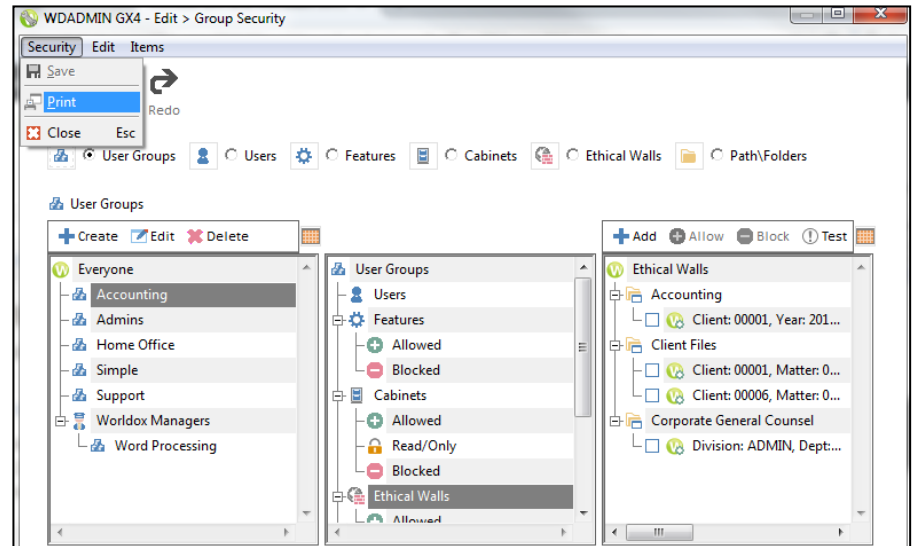 WDADMIN GX4 - Edit > Group Security
Security Edit Items
Save
Print
Redo
Close Esc
User Groups Users Features Cabinets Ethical Walls Path\Folders
User Groups
Create Edit Delete
Add Allow Block Test
Everyone
Accounting
Admins
Home Office
Simple
Support
Worldox Managers
Word Processing
User Groups
Users
Features
Allowed
Blocked
Cabinets
Allowed
Read/Only
Blocked
Ethical Walls
Allowed
Ethical Walls
Accounting
Client: 00001, Year: 201...
Client Files
Client: 00001, Matter: 0...
Client: 00006, Matter: 0...
Corporate General Counsel
Division: ADMIN, Dept:...